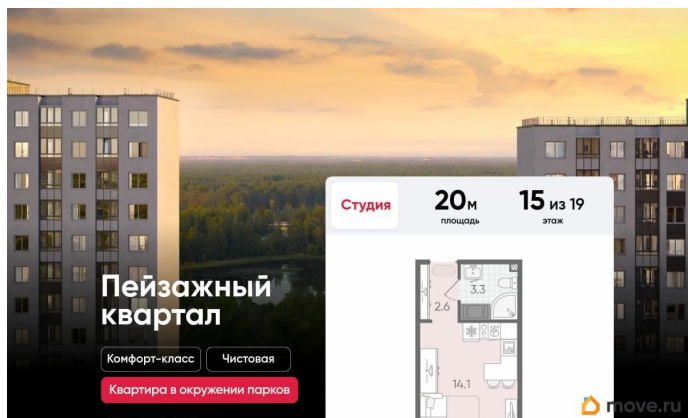 Студия
20м
площадь
15 из 19
этаж
Пейзажный
квартал
Комфорт-класс
Чистовая
Квартира в окружении парков
3.3
2.6
14.1
move.ru